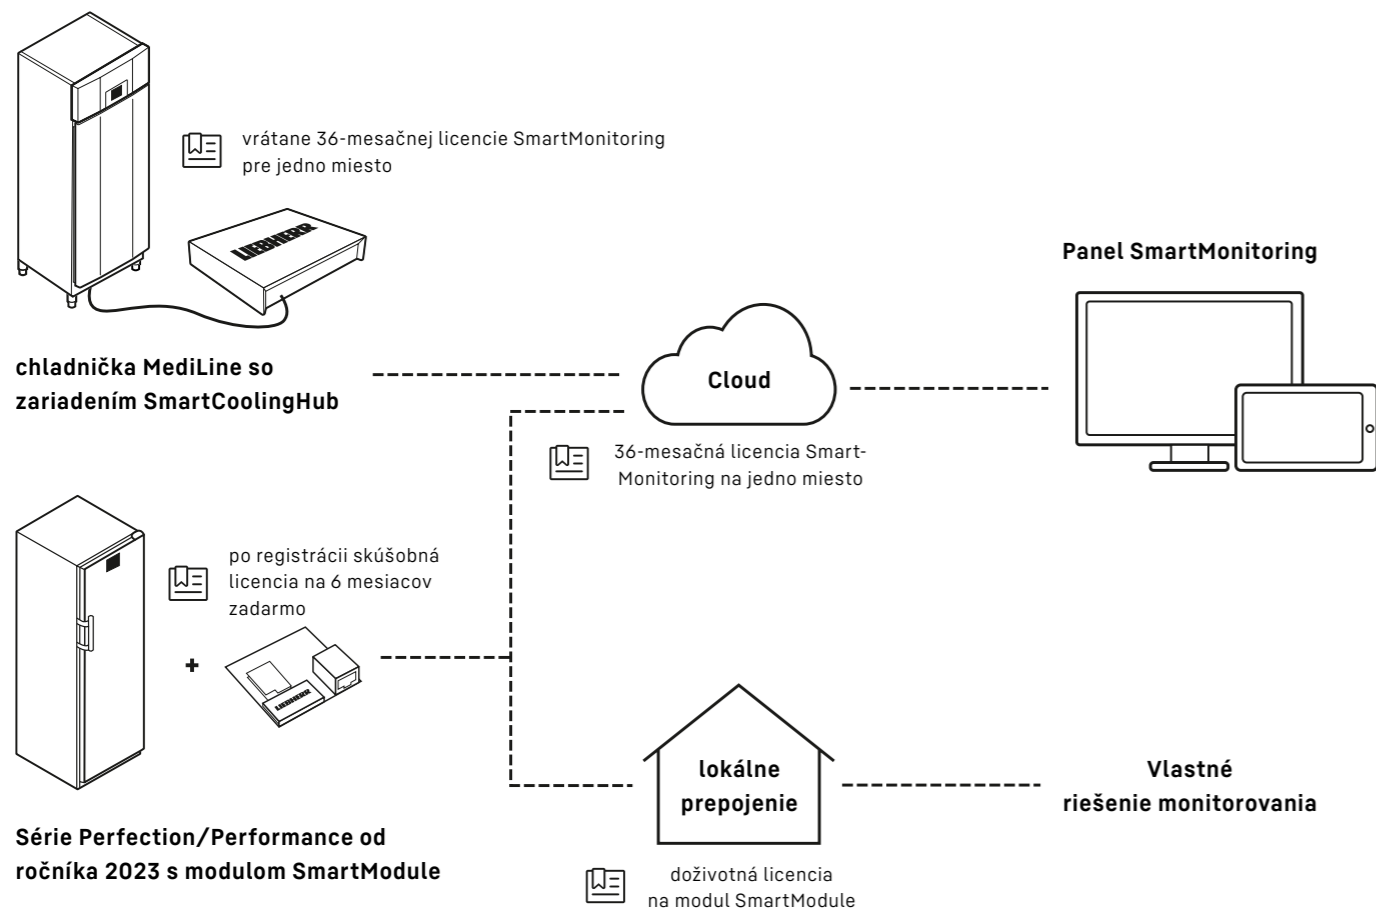 vrátane 36-mesačnej licencie SmartMonitoring
pre jedno miesto
LIEBHERR
Panel SmartMonitoring
chladnička MediLine so
zariadením SmartCoolingHub
Cloud
36-mesačná licencia Smart-
Monitoring na jedno miesto
po registrácii skúšobná
licencia na 6 mesiacov
zadarmo
+
LIEBHERR
lokálne
prepojenie
Vlastné
riešenie monitorovania
Série Perfection/Performance od
ročníka 2023 s modulom SmartModule
doživotná licencia
na modul SmartModule